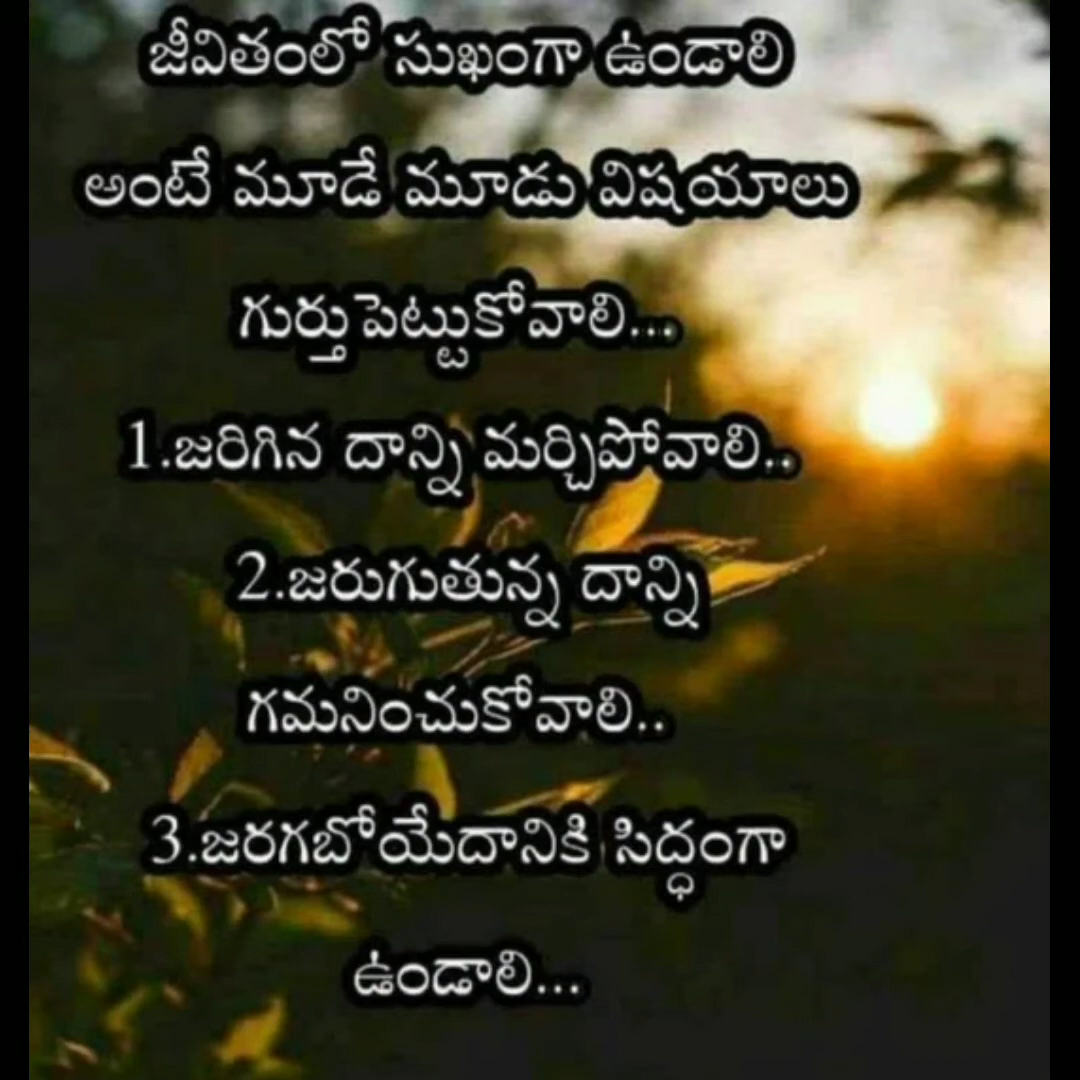 జీవితంలో సుఖంగా ఉండాలి
అంటే మూడే మూడు విషయాలు
గుర్తుపెట్టుకోవాలి...
1.జరిగిన దాన్ని మర్చిపోవాలి..
2.జరుగుతున్న దాన్ని
గమనించుకోవాలి..
3.జరగబోయేదానికి సిద్ధంగా
ఉండాలి...